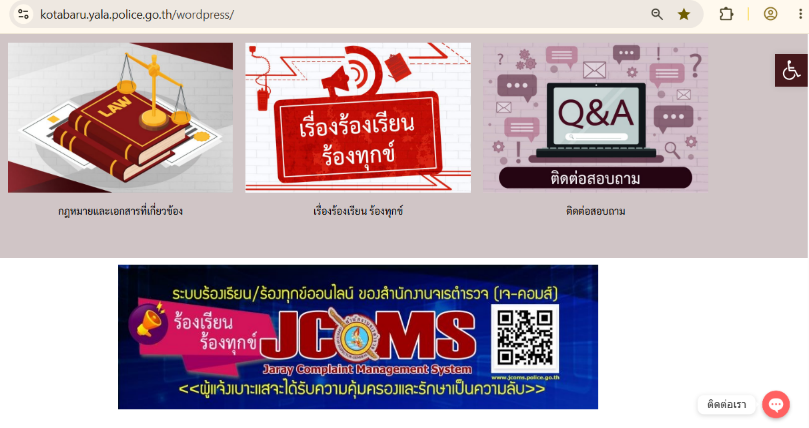 kotabaru.yala.police.go.th/wordpress/
LAW
เรื่องร้องเรียน
ร้องทุกข์
Q&A
ติดต่อสอบถาม
กฎหมายและเอกสารที่เกี่ยวข้อง
เรื่องร้องเรียน ร้องทุกข์
ติดต่อสอบถาม
ระบบร้องเรียน/ร้องทุกข์ออนไลน์ ของสำนักงานจเรตำรวจ (เจ-คอมส์)
ร้องเรียน
ร้องทุกข์
JCOMS
Jaray Complaint Management System
www.jcoms.police.go.th
<<ผู้แจ้งเบาะแสจะได้รับความคุ้มครองและรักษาเป็นความลับ>>
ติดต่อเรา